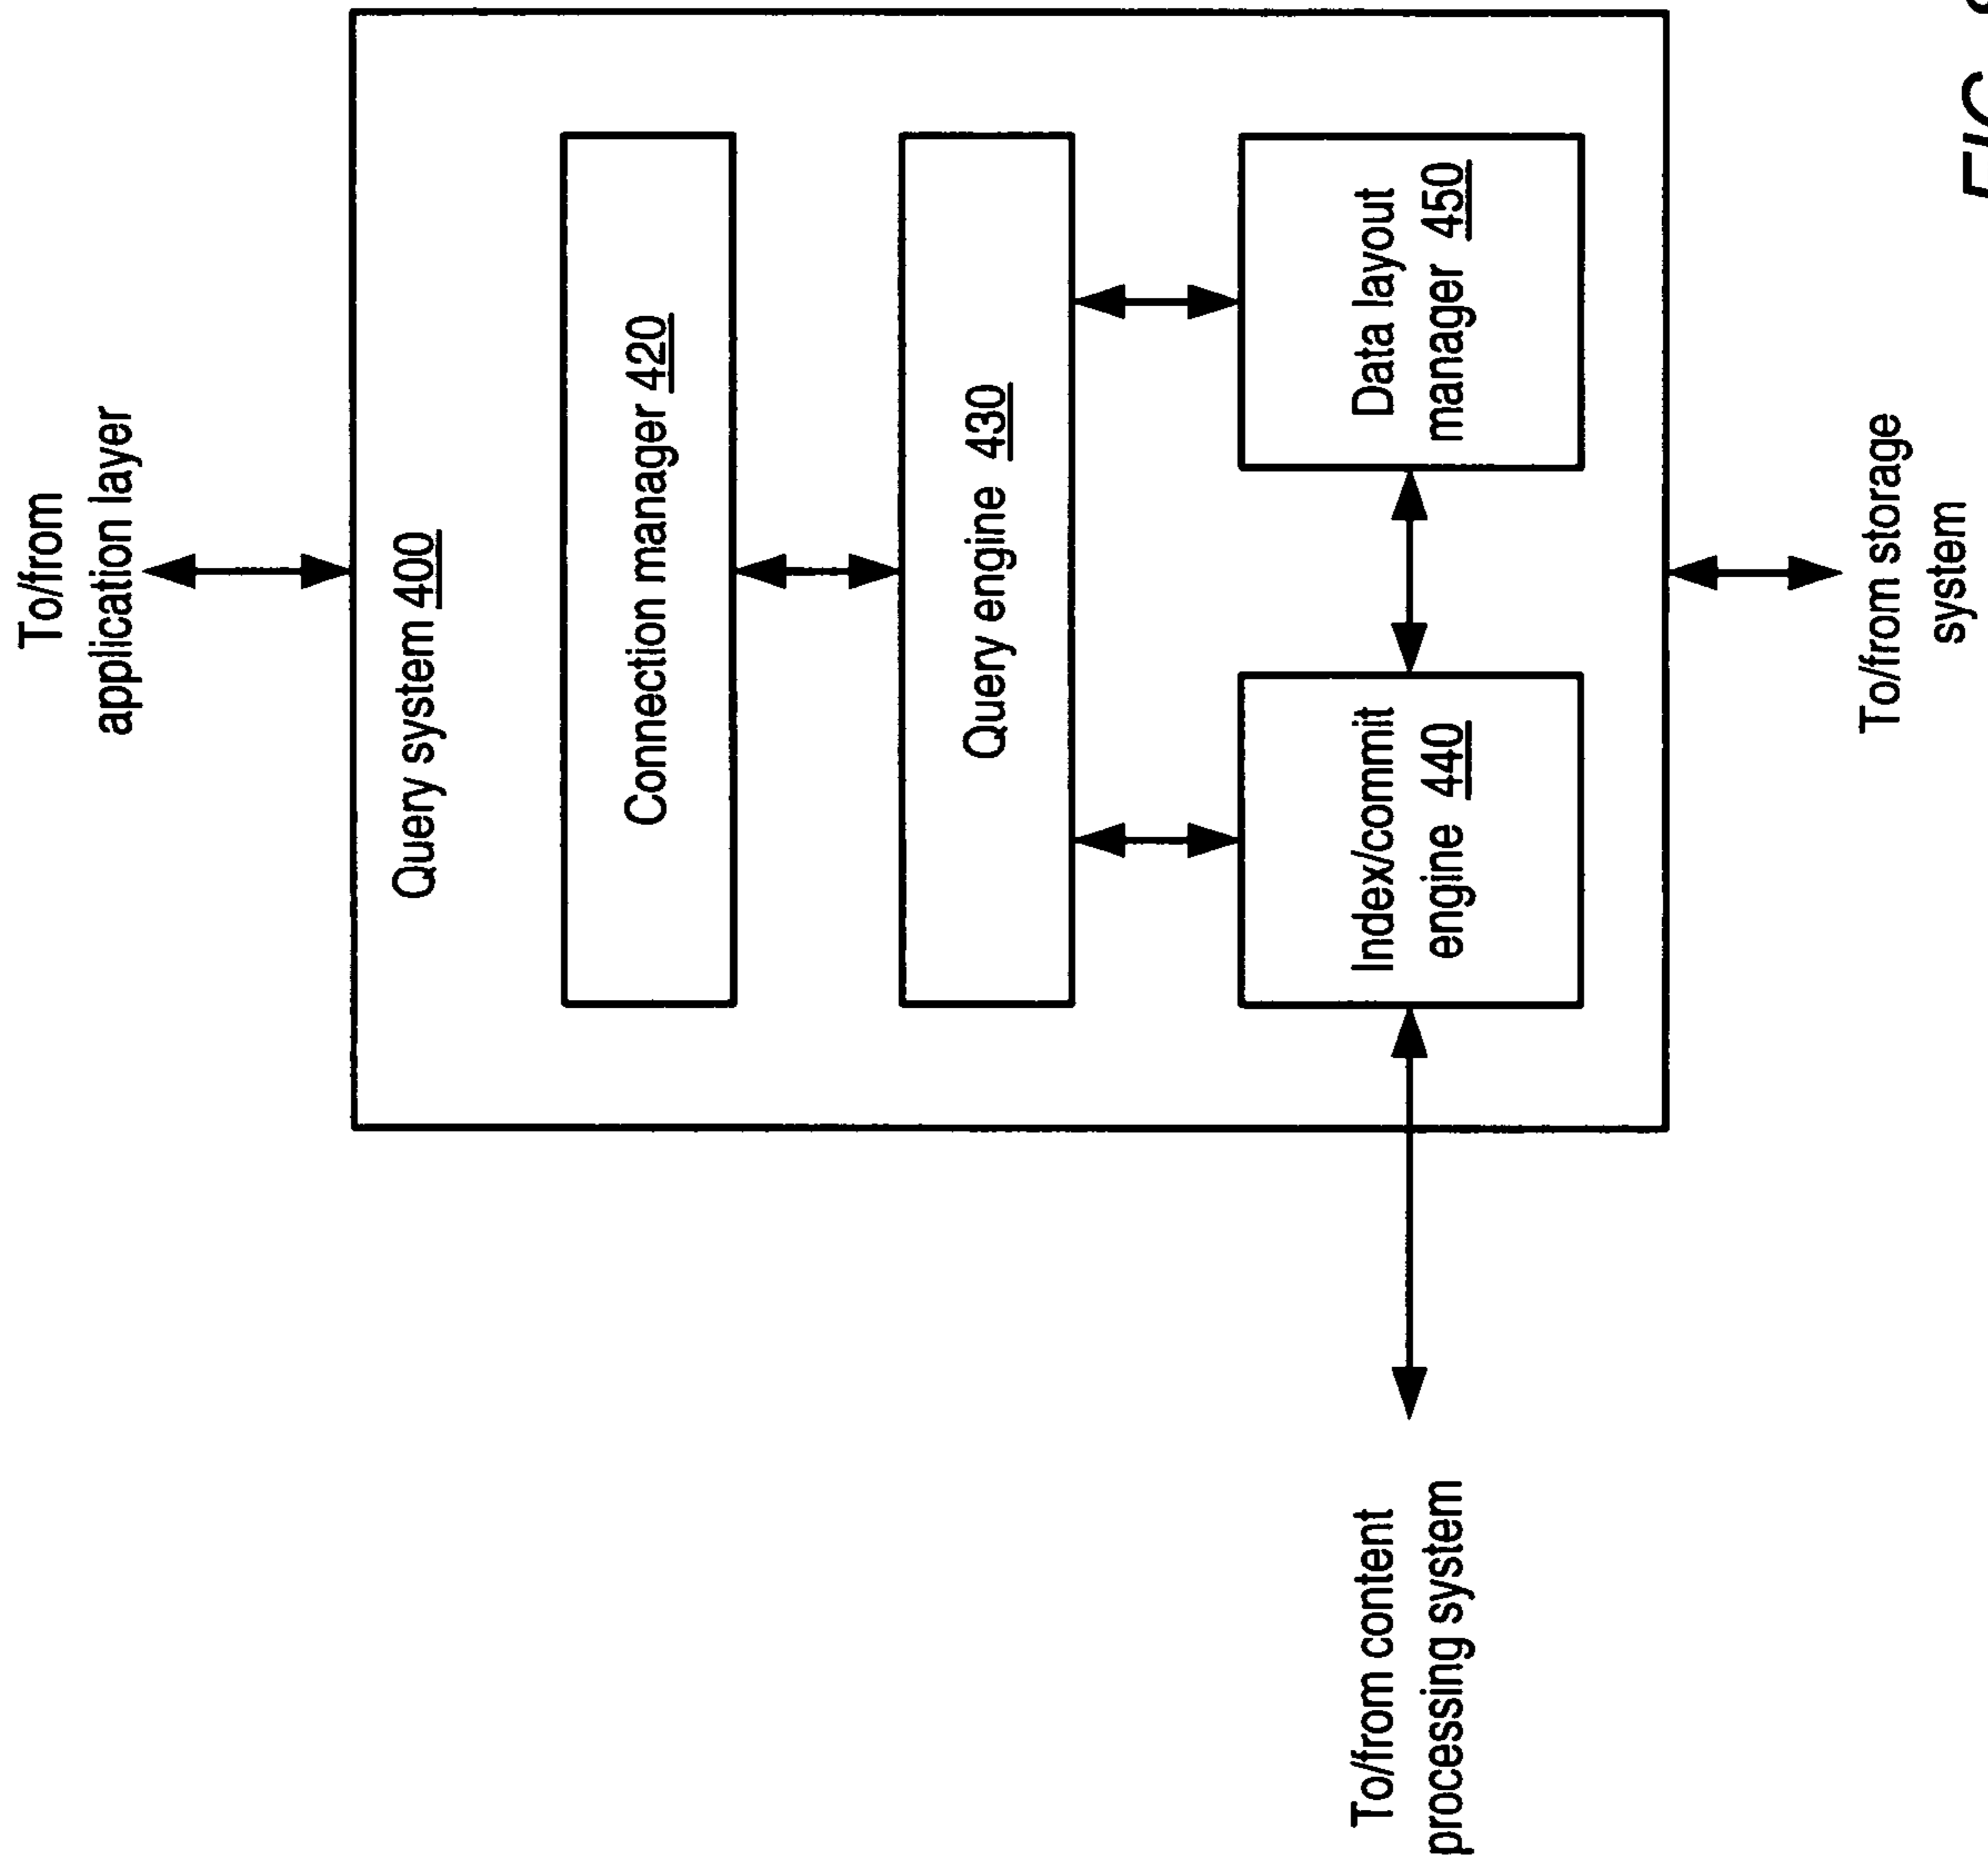 To/from
application layer
Query system 400
Connection manager 420
Query engine 430
Index/commit
engine 440
Data layout
manager 450
To/from content
processing system
To/from storage
system
FIG.